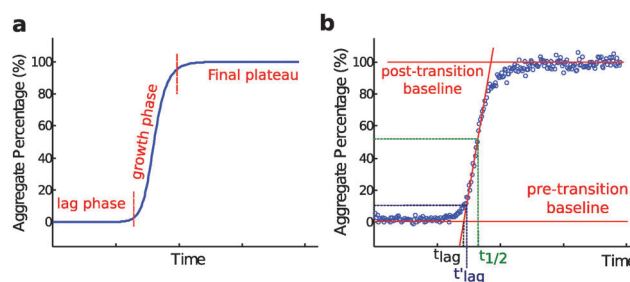 a
Aggregate Percentage (%)
100
80
60
40
20
0
lag phase
growth phase
Final plateau
Time
b
Aggregate Percentage (%)
100
80
60
40
20
0
post-transition
baseline
pre-transition
baseline
tlag
t'lag
t1/2
Time